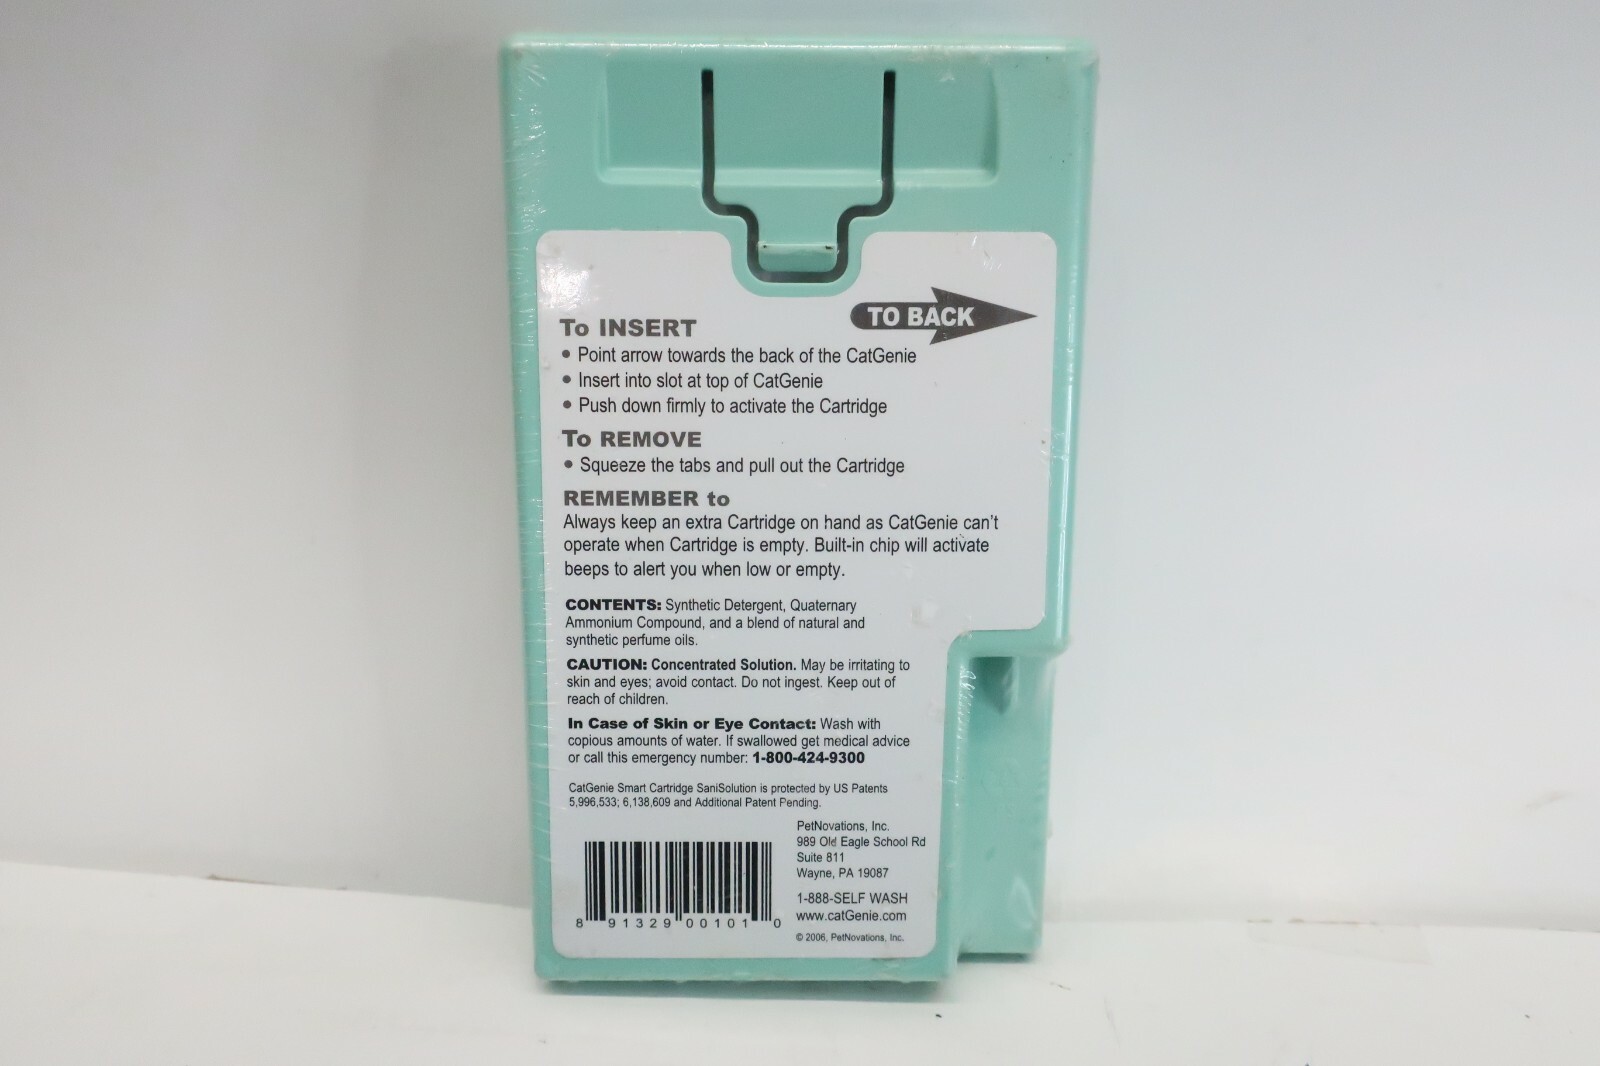 TO BACK
To INSERT
• Point arrow towards the back of the CatGenie
• Insert into slot at top of CatGenie
• Push down firmly to activate the Cartridge
To REMOVE
• Squeeze the tabs and pull out the Cartridge
REMEMBER to
Always keep an extra Cartridge on hand as CatGenie can't
operate when Cartridge is empty. Built-in chip will activate
beeps to alert you when low or empty.
CONTENTS: Synthetic Detergent, Quaternary
Ammonium Compound, and a blend of natural and
synthetic perfume oils.
CAUTION: Concentrated Solution. May be irritating to
skin and eyes; avoid contact. Do not ingest. Keep out of
reach of children.
In Case of Skin or Eye Contact: Wash with
copious amounts of water. If swallowed get medical advice
or call this emergency number: 1-800-424-9300
CatGenie Smart Cartridge SaniSolution is protected by US Patents
5,996,533; 6,138,609 and Additional Patent Pending.
PetNovations, Inc.
989 Old Eagle School Rd
Suite 811
Wayne, PA 19087
1-888-SELF WASH
www.catGenie.com
© 2006, PetNovations, Inc.
8 91329 00101 0